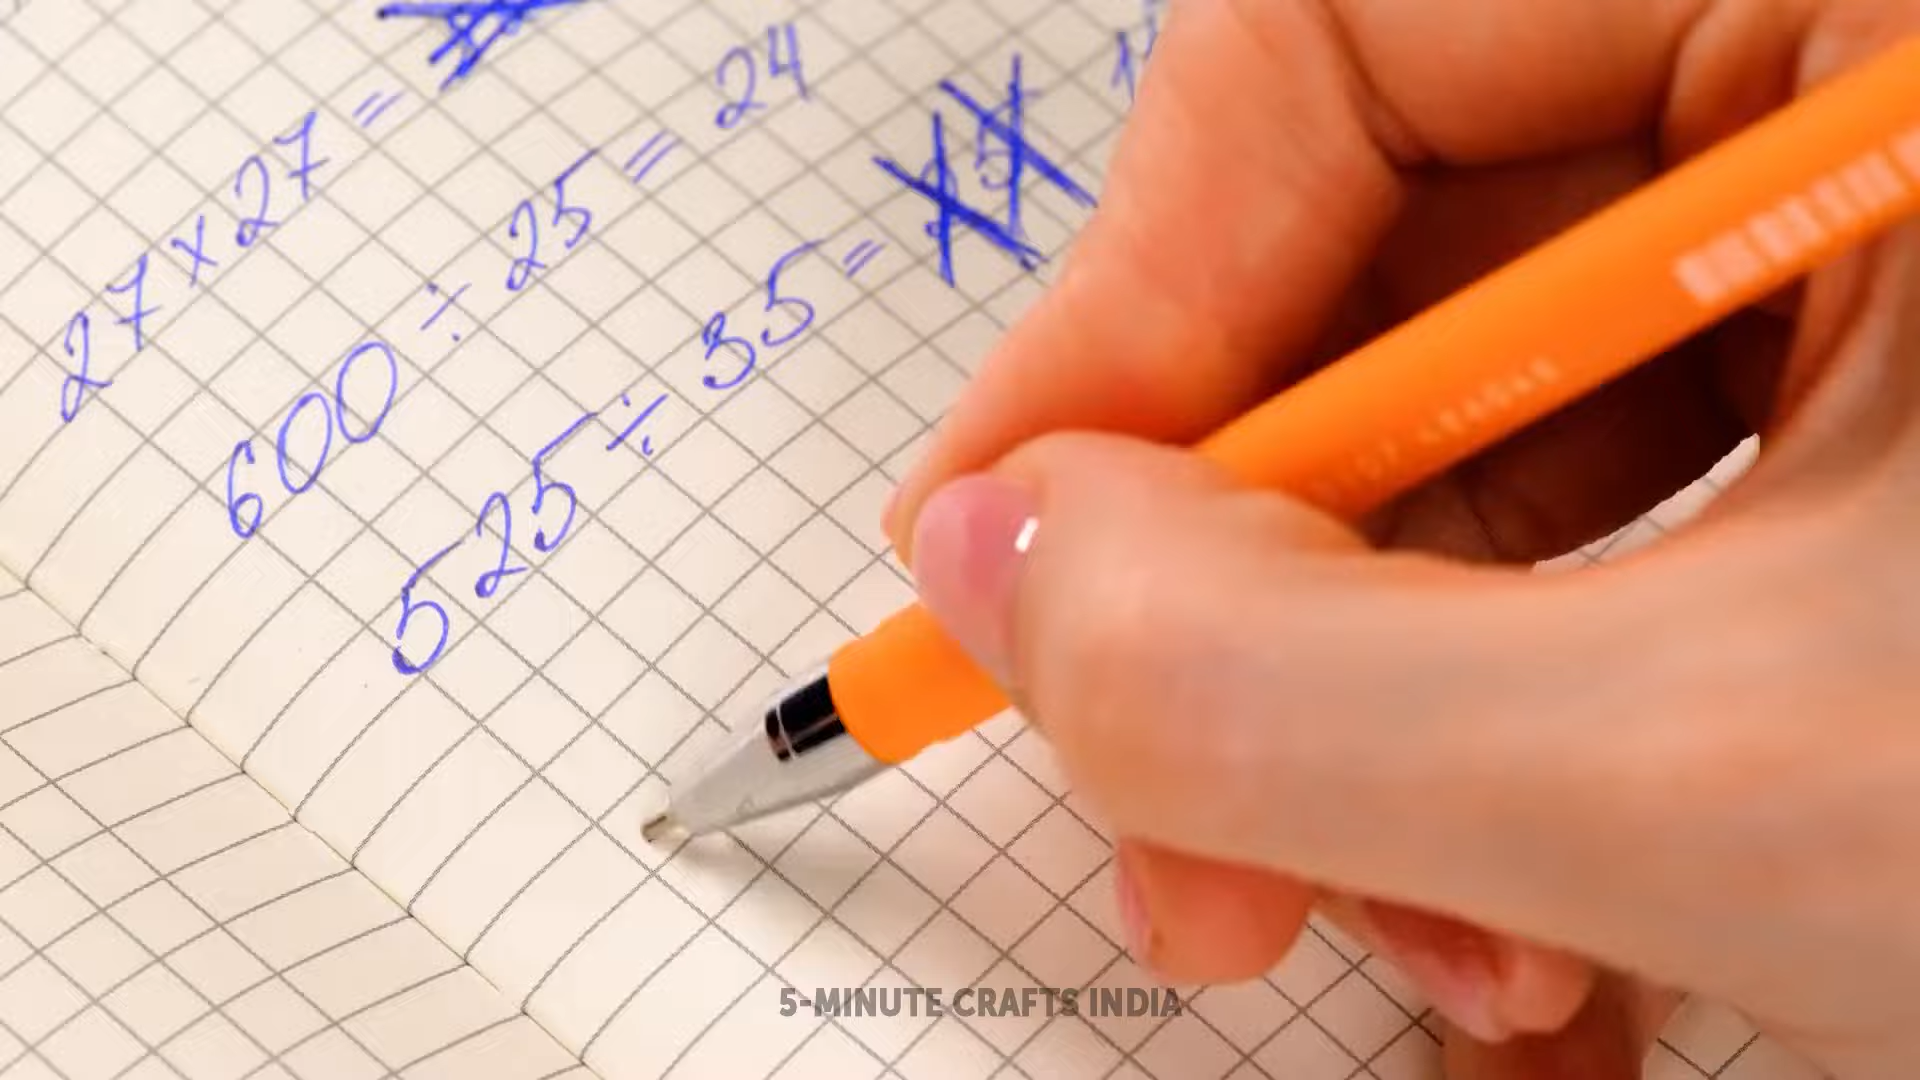 27 x 27 =
600 ÷ 25 = 24
525 ÷ 35 =
5-MINUTE CRAFTS INDIA